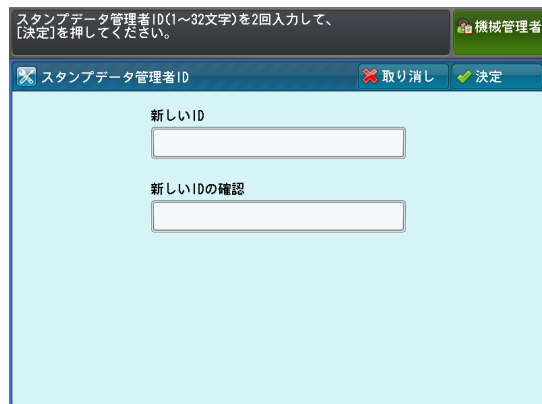 スタンプデータ管理者ID(1～32文字)を2回入力して、
[決定]を押してください。
機械管理者
スタンプデータ管理者ID
取り消し
決定
新しいID
新しいIDの確認